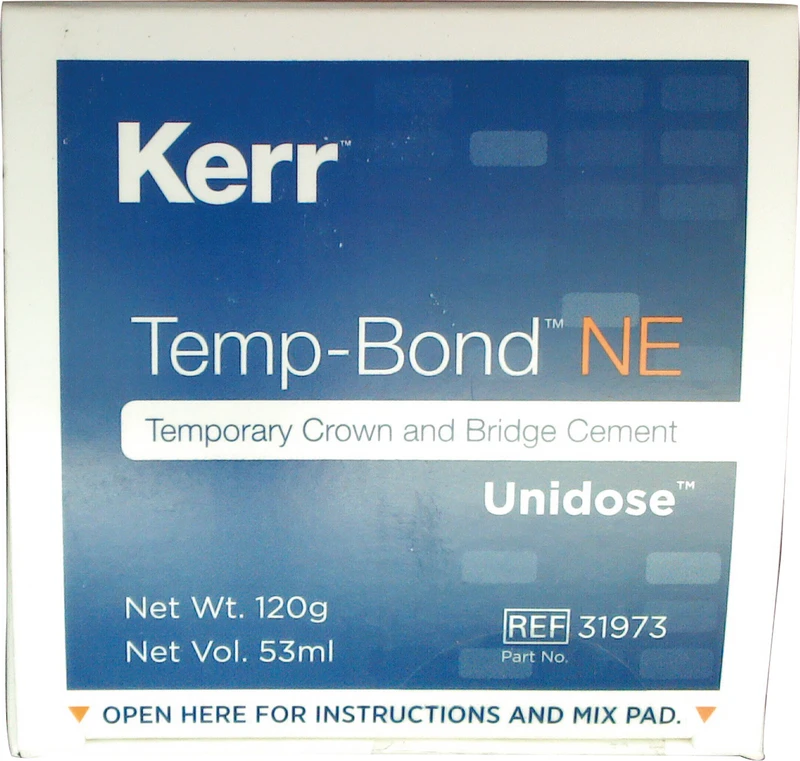 Kerr™
Temp-Bond™ NE
Temporary Crown and Bridge Cement
Unidose™
Net Wt. 120g
Net Vol. 53ml
REF 31973
Part No.
▼ OPEN HERE FOR INSTRUCTIONS AND MIX PAD. ▼